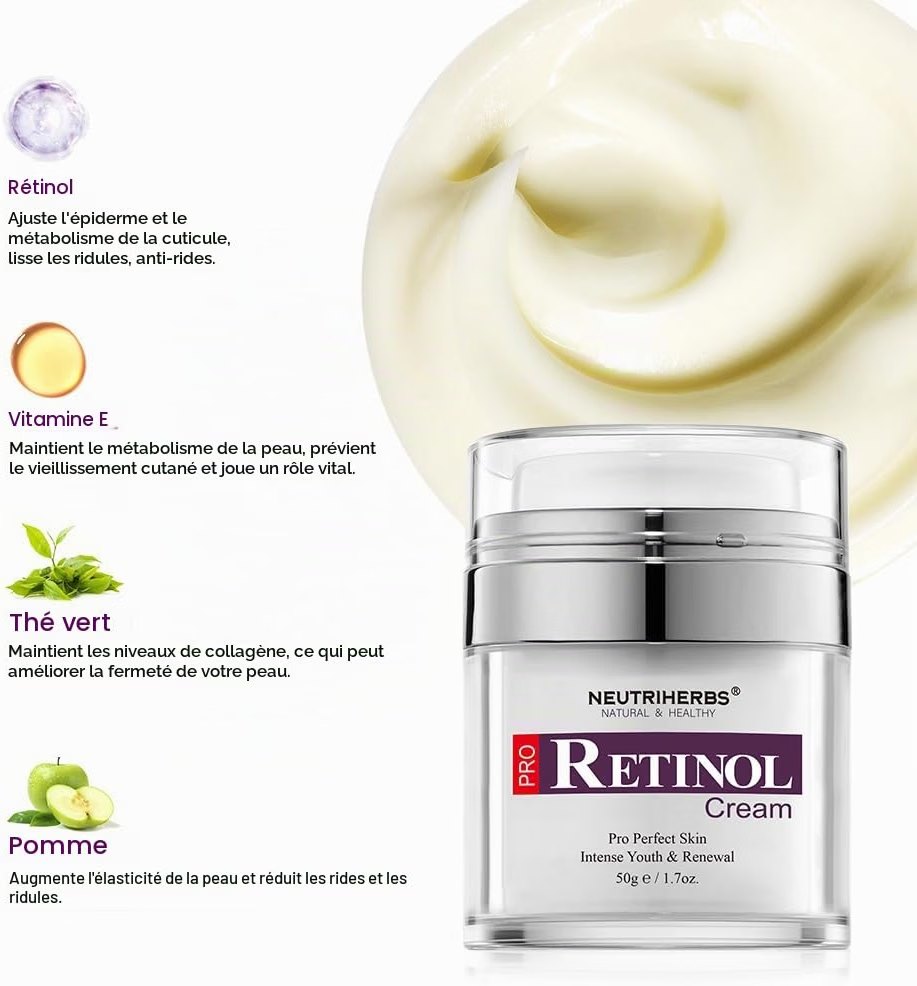 Rétinol
Ajuste l'épiderme et le
métabolisme de la cuticule,
lisse les ridules, anti-rides.
Vitamine E
Maintient le métabolisme de la peau, prévient
le vieillissement cutané et joue un rôle vital.
Thé vert
Maintient les niveaux de collagène, ce qui peut
améliorer la fermeté de votre peau.
Pomme
Augmente l'élasticité de la peau et réduit les rides et les
ridules.
NEUTRIHERBS®
NATURAL & HEALTHY
PRO
RETINOL
Cream
Pro Perfect Skin
Intense Youth & Renewal
50g e / 1.7oz.